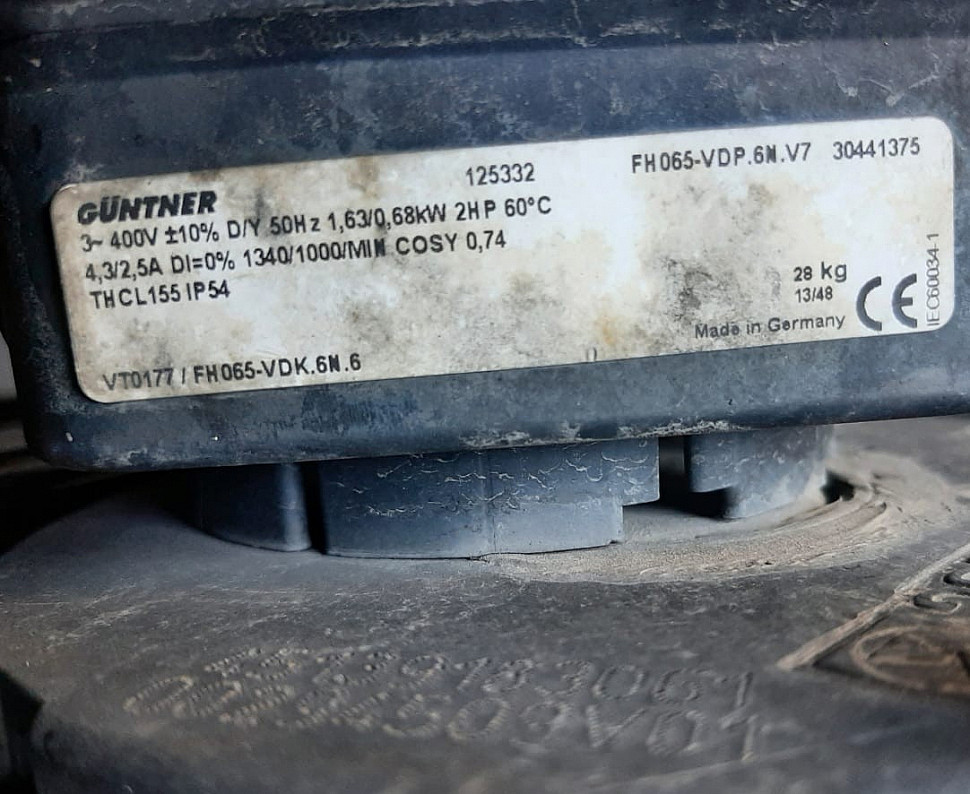 125332
FH065-VDP.6N.V7 30441375
GÜNTNER
3~ 400V ±10% D/Y 50Hz 1,63/0,68kW 2HP 60°C
4,3/2,5A DI=0% 1340/1000/MIN COSY 0,74
THCL155 IP54
28 kg
13/48
CE
IEC60034-1
Made in Germany
VT0177 / FH065-VDK.6N.6